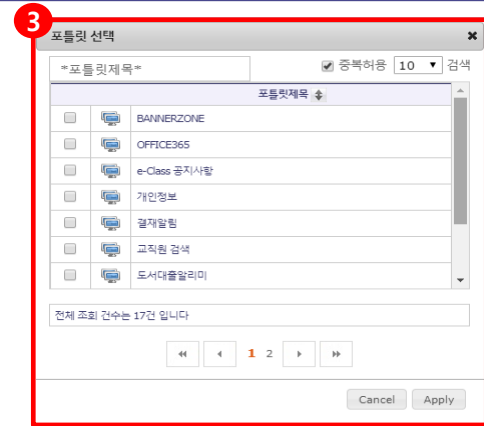 3
포틀릿 선택
*포틀릿제목*
중복허용 10 검색
포틀릿제목
BANNERZONE
OFFICE365
e-Class 공지사항
개인정보
결재알림
교직원 검색
도서대출알리미
전체 조회 건수는 17건 입니다
1 2
Cancel Apply